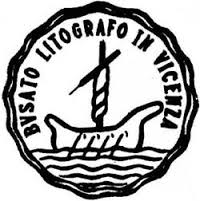 BVSATO LITOGRAFO IN VICENZA